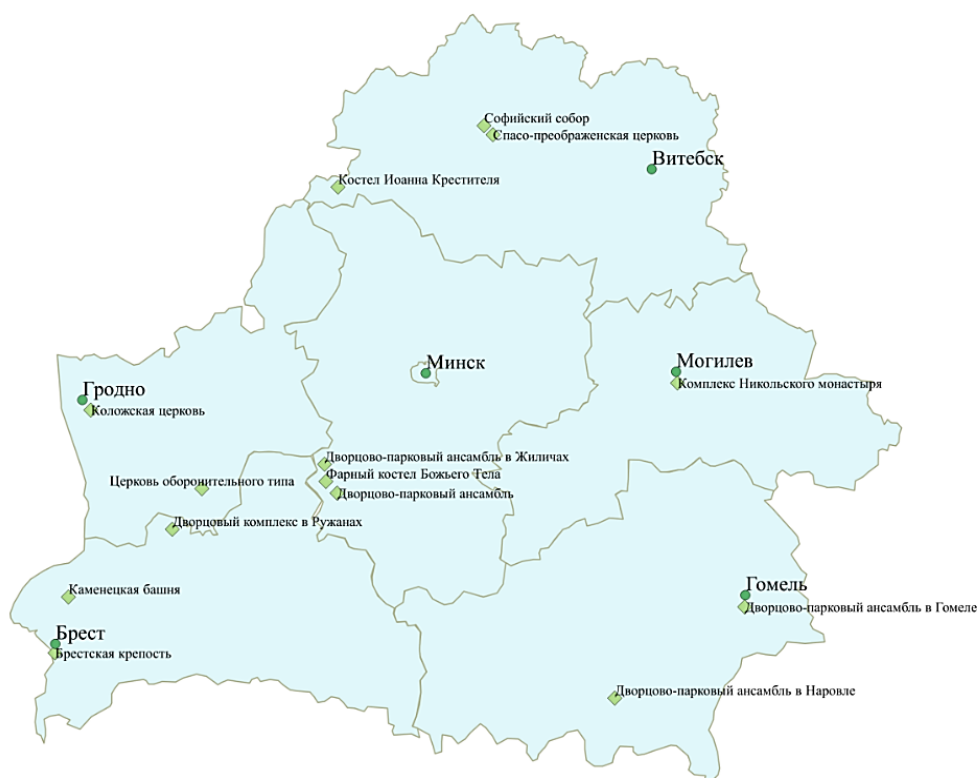 Софийский собор
Спасо-преображенская церковь
Витебск
Костел Иоанна Крестителя
Минск
Могилев
Комплекс Никольского монастыря
Гродно
Коложская церковь
Дворцово-парковый ансамбль в Жиличах
Фарный костел Божьего Тела
Церковь оборонительного типа
Дворцово-парковый ансамбль
Дворцовый комплекс в Ружанах
Каменецкая башня
Гомель
Дворцово-парковый ансамбль в Гомеле
Брест
Брестская крепость
Дворцово-парковый ансамбль в Наровле